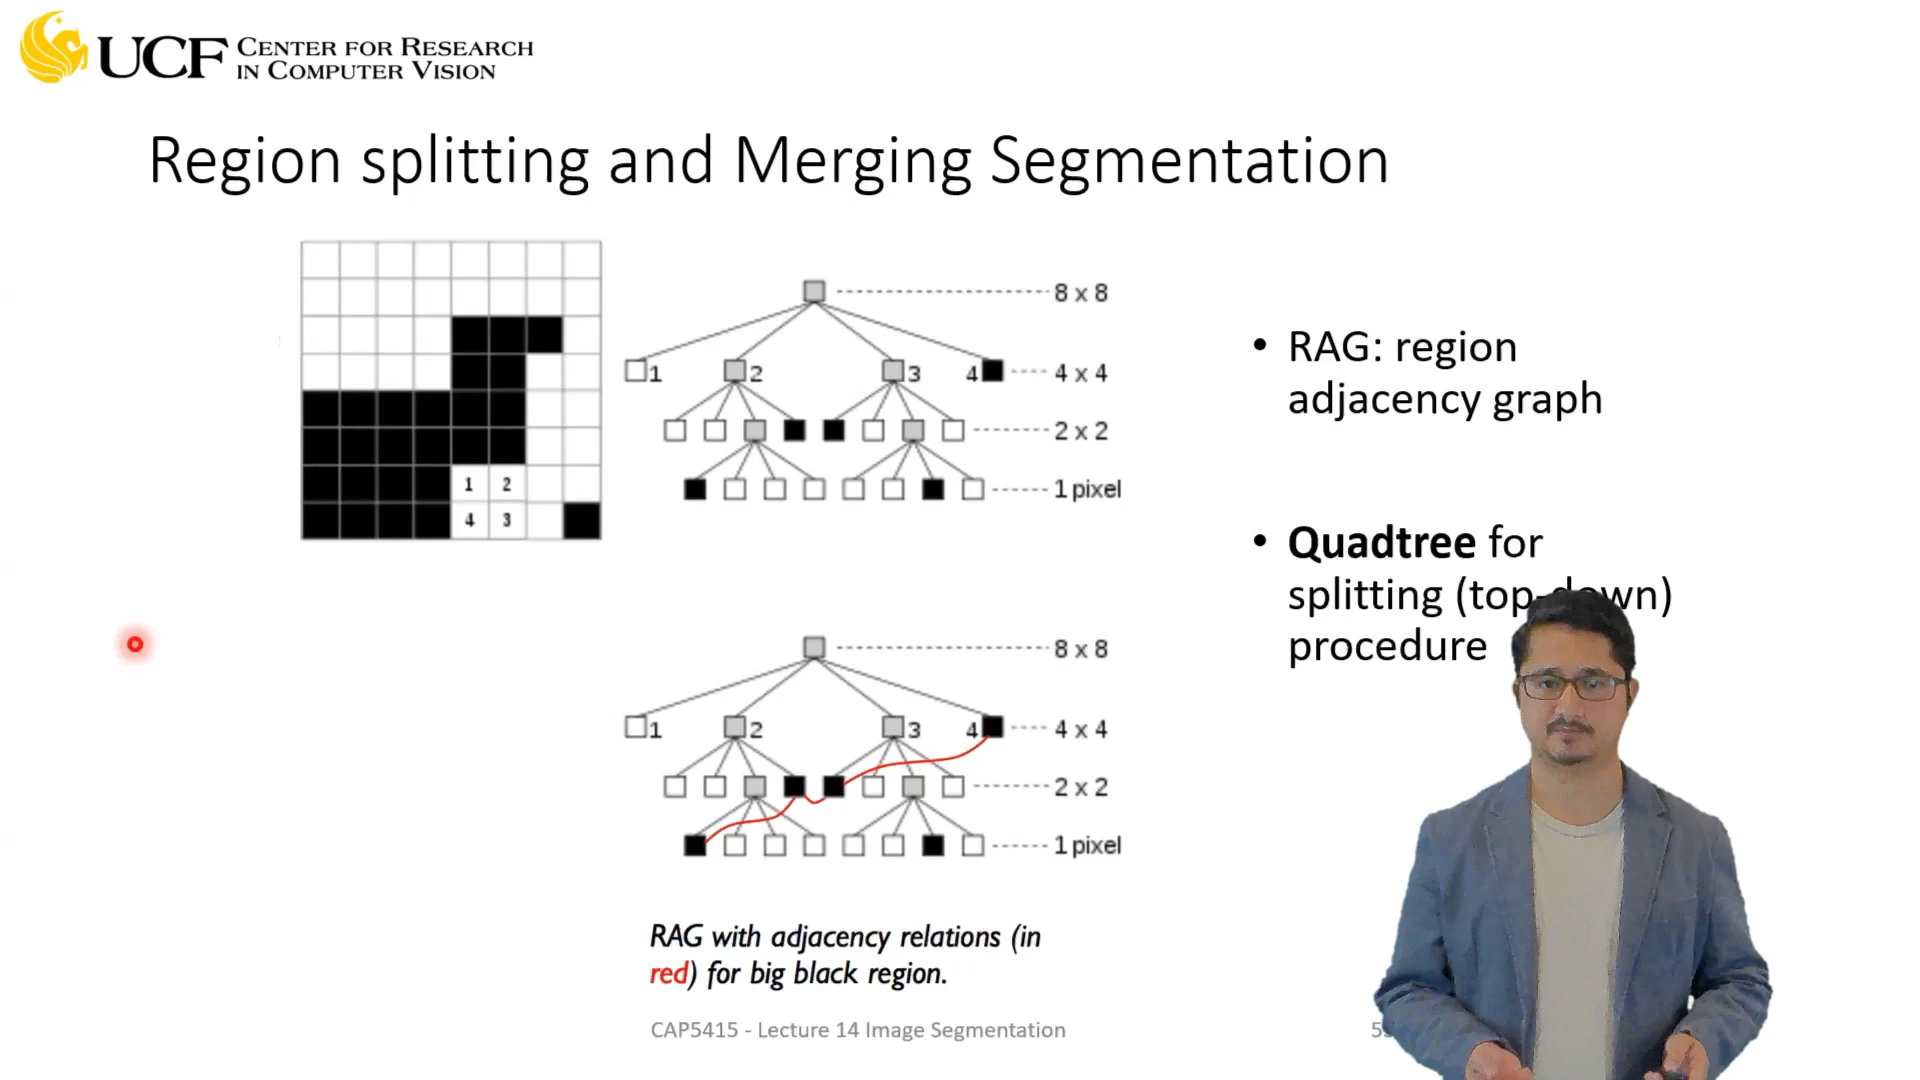 UCF CENTER FOR RESEARCH
IN COMPUTER VISION
Region splitting and Merging Segmentation
1 2
4 3
8 x 8
1 2 3 4 4 x 4
2 x 2
1 pixel
• RAG: region
adjacency graph
• Quadtree for
splitting (top-down)
procedure
8 x 8
1 2 3 4 4 x 4
2 x 2
1 pixel
RAG with adjacency relations (in
red) for big black region.
CAP5415 - Lecture 14 Image Segmentation